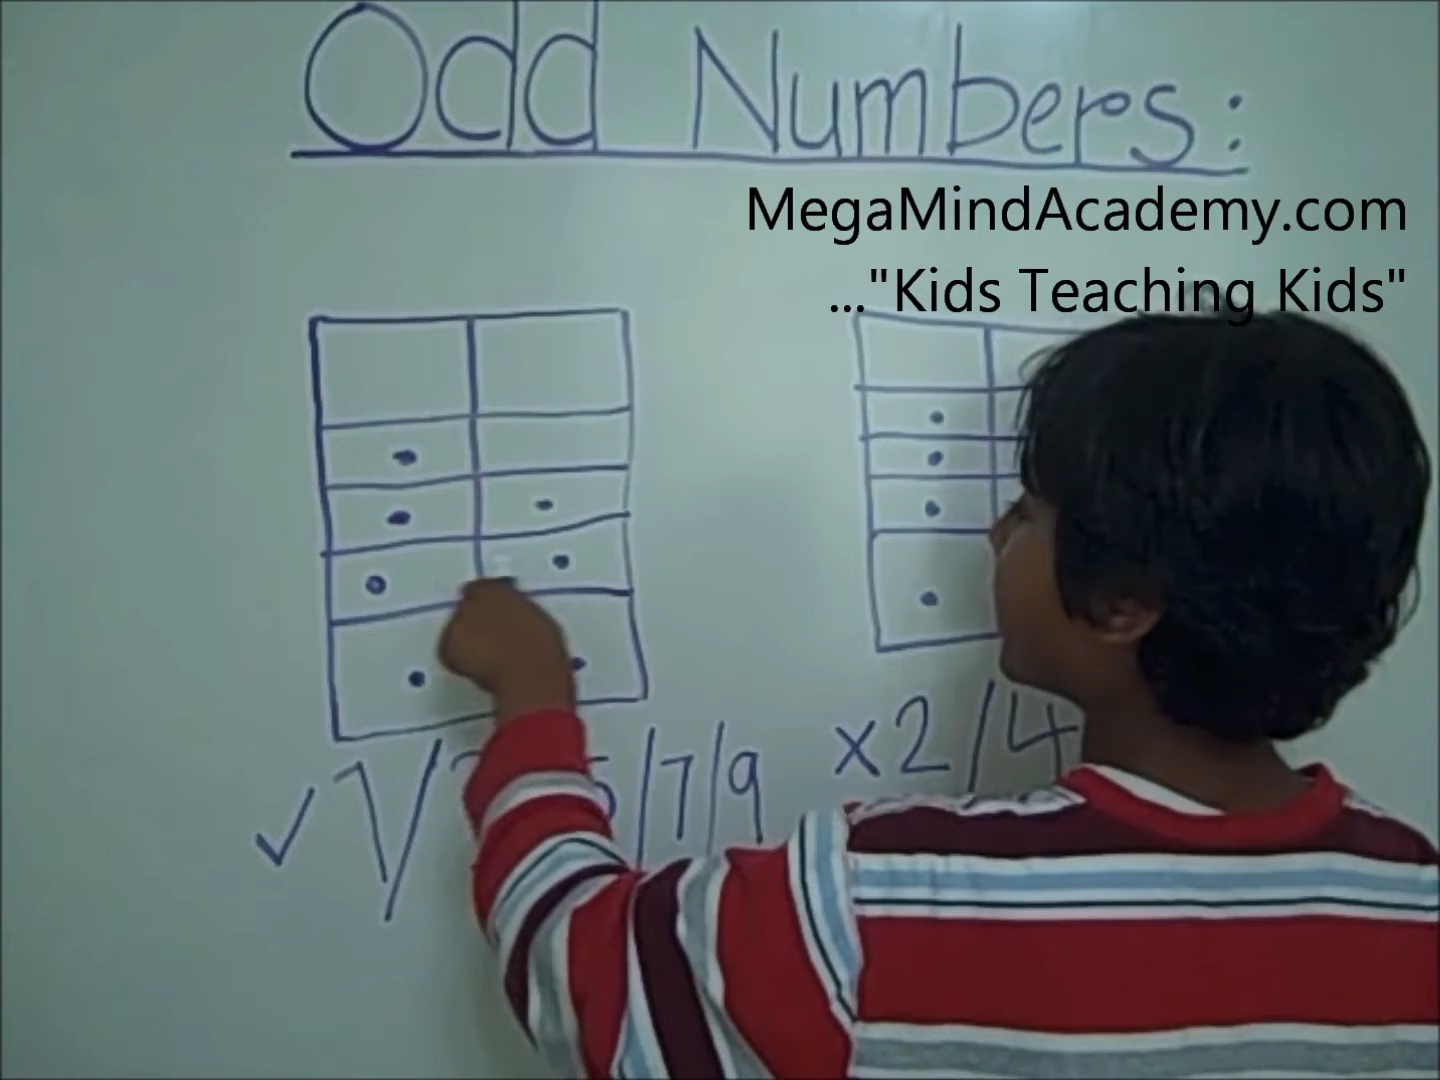 Odd Numbers:
MegaMindAcademy.com
..."Kids Teaching Kids"
✓ 1/ 5/7/9
x2/4